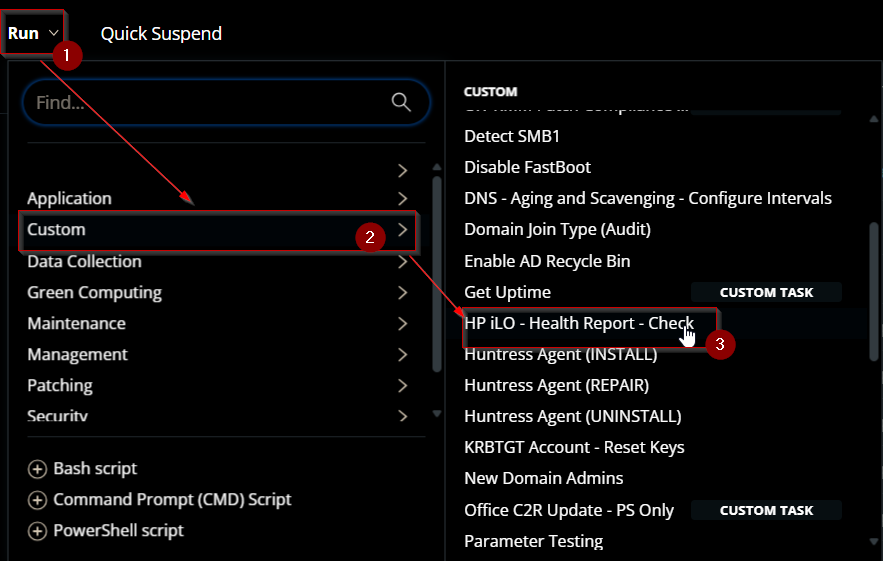 Run
Quick Suspend
1
Find...
Application
Custom
2
Data Collection
Green Computing
Maintenance
Management
Patching
Security
Bash script
Command Prompt (CMD) Script
PowerShell script
CUSTOM
Detect SMB1
Disable FastBoot
DNS - Aging and Scavenging - Configure Intervals
Domain Join Type (Audit)
Enable AD Recycle Bin
Get Uptime CUSTOM TASK
HP iLO - Health Report - Check
3
Huntress Agent (INSTALL)
Huntress Agent (REPAIR)
Huntress Agent (UNINSTALL)
KRBTGT Account - Reset Keys
New Domain Admins
Office C2R Update - PS Only CUSTOM TASK
Parameter Testing